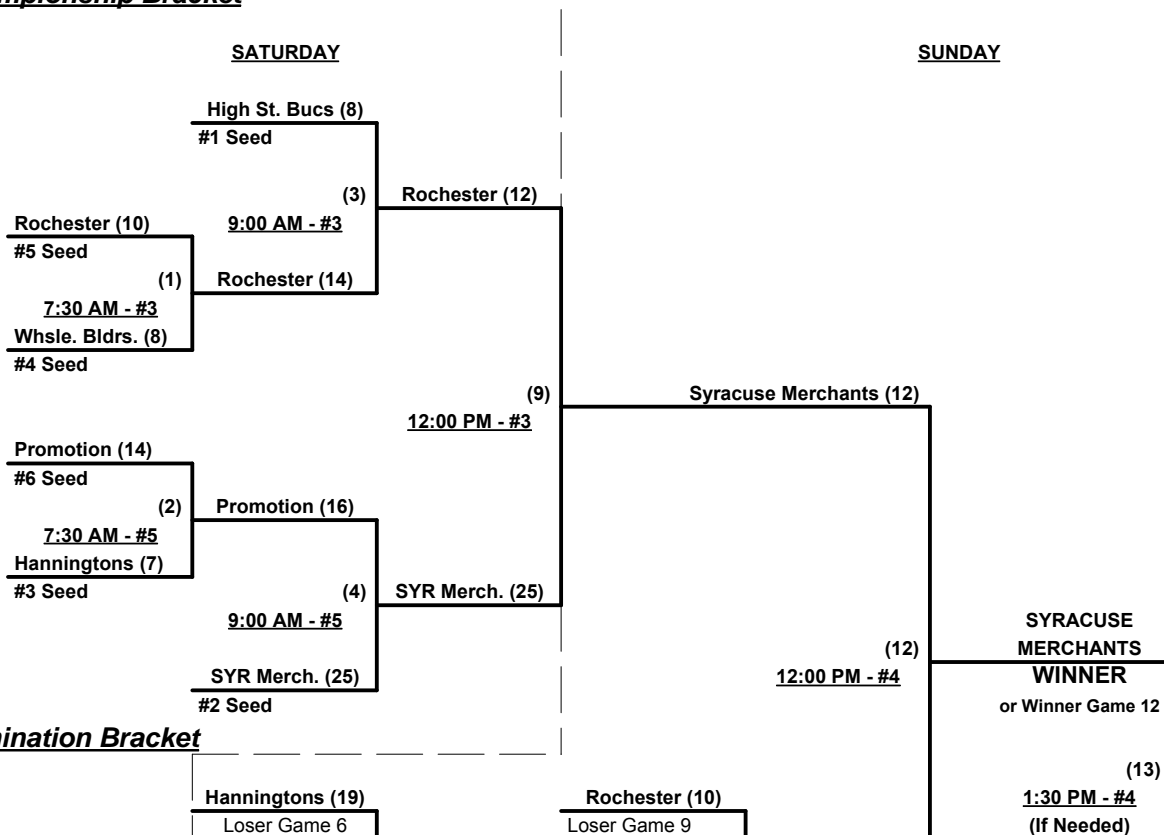 Bracket
SATURDAY
SUNDAY
High St. Bucs (8)
#1 Seed
(3)
9:00 AM - #3
Rochester (12)
Rochester (10)
#5 Seed
(1)
7:30 AM - #3
Rochester (14)
Whsle. Bldrs. (8)
#4 Seed
(9)
12:00 PM - #3
Syracuse Merchants (12)
Promotion (14)
#6 Seed
(2)
7:30 AM - #5
Promotion (16)
Hanningtons (7)
#3 Seed
(4)
9:00 AM - #5
SYR Merch. (25)
SYR Merch. (25)
#2 Seed
(12)
12:00 PM - #4
SYRACUSE
MERCHANTS
WINNER
or Winner Game 12
Bracket
(13)
1:30 PM - #4
(If Needed)
Hanningtons (19)
Loser Game 6
Rochester (10)
Loser Game 9